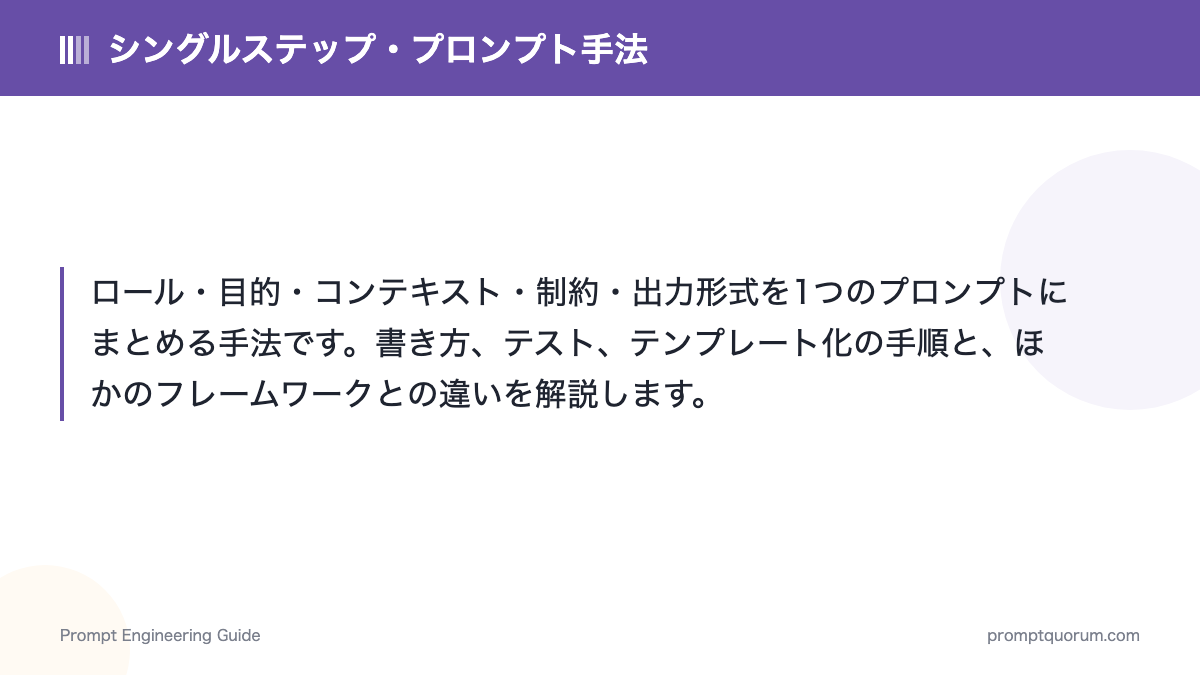 シングルステップ・プロンプト手法
ロール・目的・コンテキスト・制約・出力形式を1つのプロンプトに
まとめる手法です。書き方、テスト、テンプレート化の手順と、ほ
かのフレームワークとの違いを解説します。
Prompt Engineering Guide
promptquorum.com